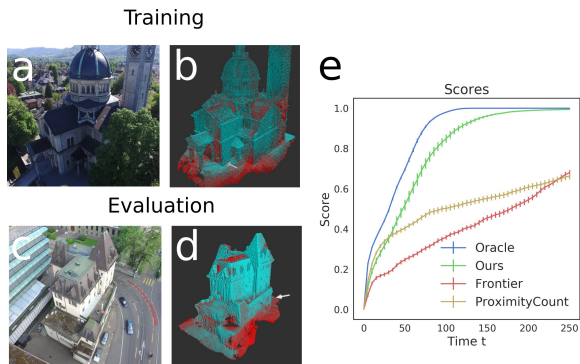 Training
a
b
Evaluation
c
d
e
Scores
Score
1.0
0.8
0.6
0.4
0.2
0.0
Oracle
Ours
Frontier
ProximityCount
0
50
100
150
200
250
Time t